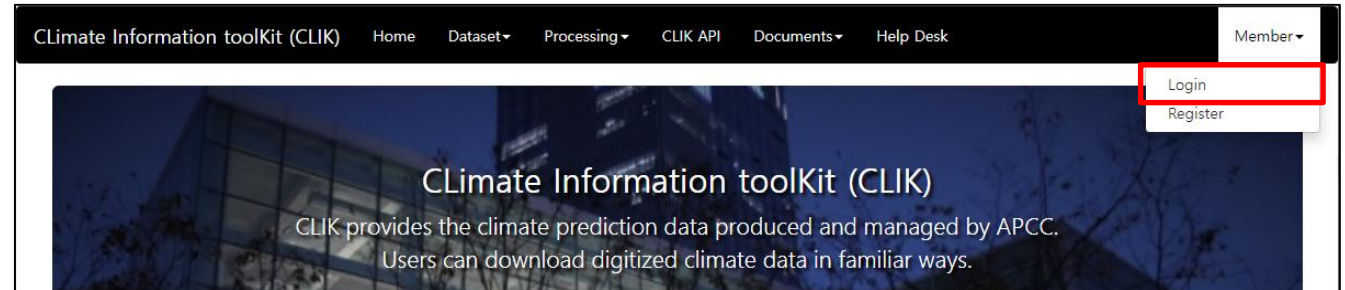 CLimate Information toolKit (CLIK) Home Dataset Processing CLIK API Documents Help Desk Member
Login
Register
CLimate Information toolKit (CLIK)
CLIK provides the climate prediction data produced and managed by APCC.
Users can download digitized climate data in familiar ways.